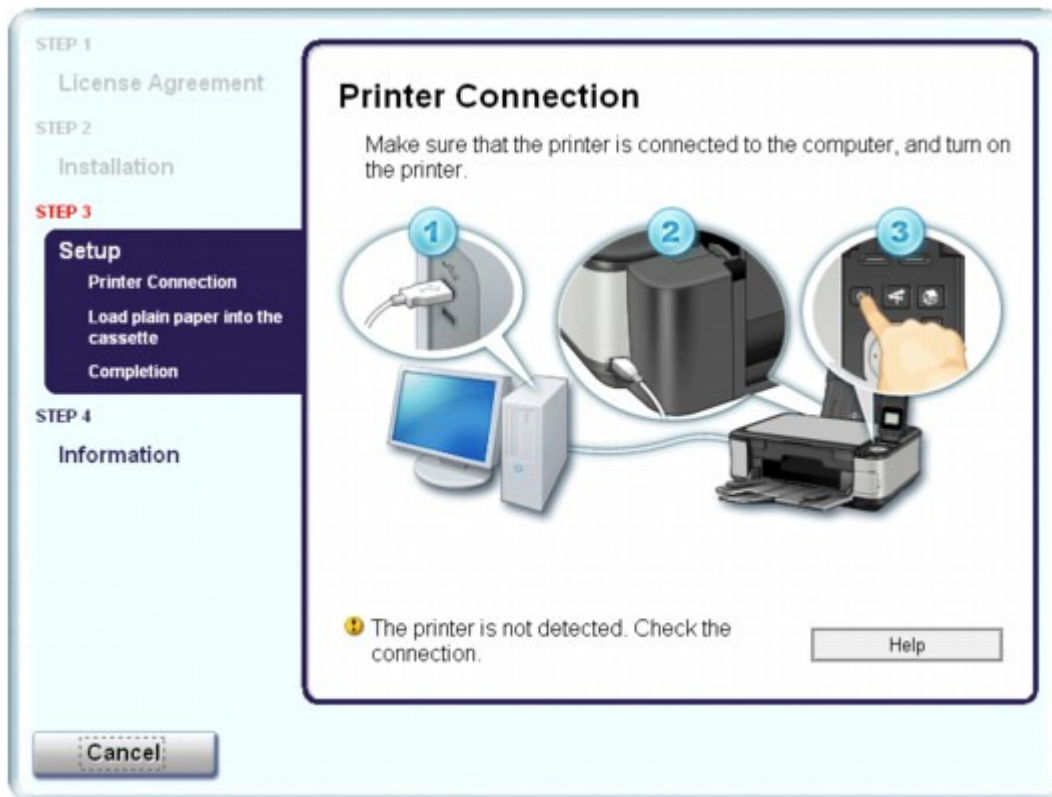 STEP 1
License Agreement
STEP 2
Installation
STEP 3
Setup
Printer Connection
Load plain paper into the
cassette
Completion
STEP 4
Information
Printer Connection
Make sure that the printer is connected to the computer, and turn on
the printer.
1
2
3
The printer is not detected. Check the
connection.
Help
Cancel